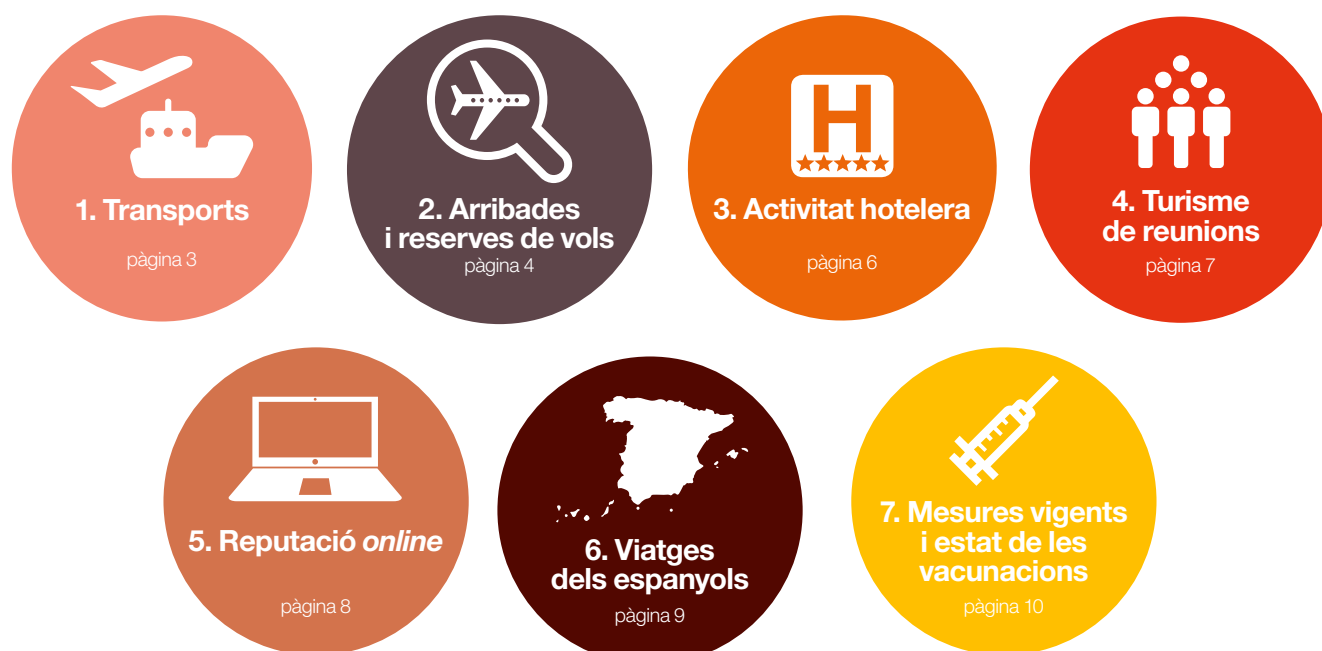 H
1. Transports
pàgina 3
2. Arribades
i reserves de vols
pàgina 4
3. Activitat hotelera
pàgina 6
4. Turisme
de reunions
pàgina 7
5. Reputació online
pàgina 8
6. Viatges
dels espanyols
pàgina 9
7. Mesures vigents
i estat de les
vacunacions
pàgina 10